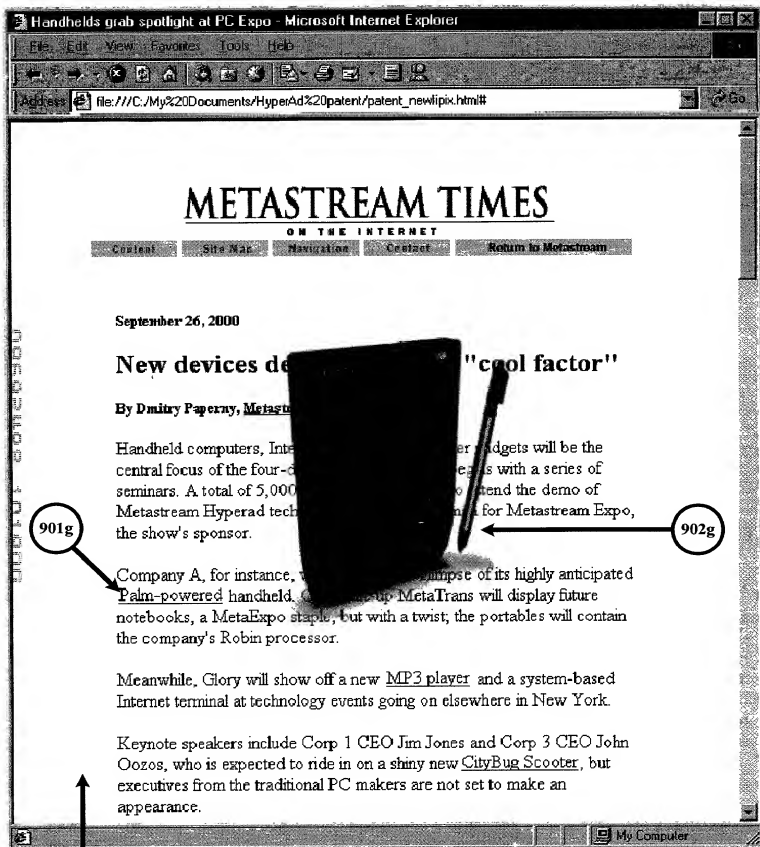 Handhelds grab spotlight at PC Expo - Microsoft Internet Explorer
File Edit View Favorites Tools Help
Address file:///C:/My%20Documents/HyperAd%20patent/patent_newlipix.html# Go
METASTREAM TIMES
ON THE INTERNET
Content Site Map Navigation Contact Return to Metastream
September 26, 2000
New devices de "cool factor"
By Dmitry Paperny, Metast
Handheld computers, Inte er gadgets will be the
central focus of the four-d begins with a series of
seminars. A total of 5,000 o attend the demo of
Metastream Hyperad tech for Metastream Expo,
the show's sponsor.
901g
902g
Company A, for instance, glimpse of its highly anticipated
Palm-powered handheld. up MetaTrans will display future
notebooks, a MetaExpo staple, but with a twist; the portables will contain
the company's Robin processor.
Meanwhile, Glory will show off a new MP3 player and a system-based
Internet terminal at technology events going on elsewhere in New York.
Keynote speakers include Corp 1 CEO Jim Jones and Corp 3 CEO John
Oozos, who is expected to ride in on a shiny new CityBug Scooter, but
executives from the traditional PC makers are not set to make an
appearance.
My Computer